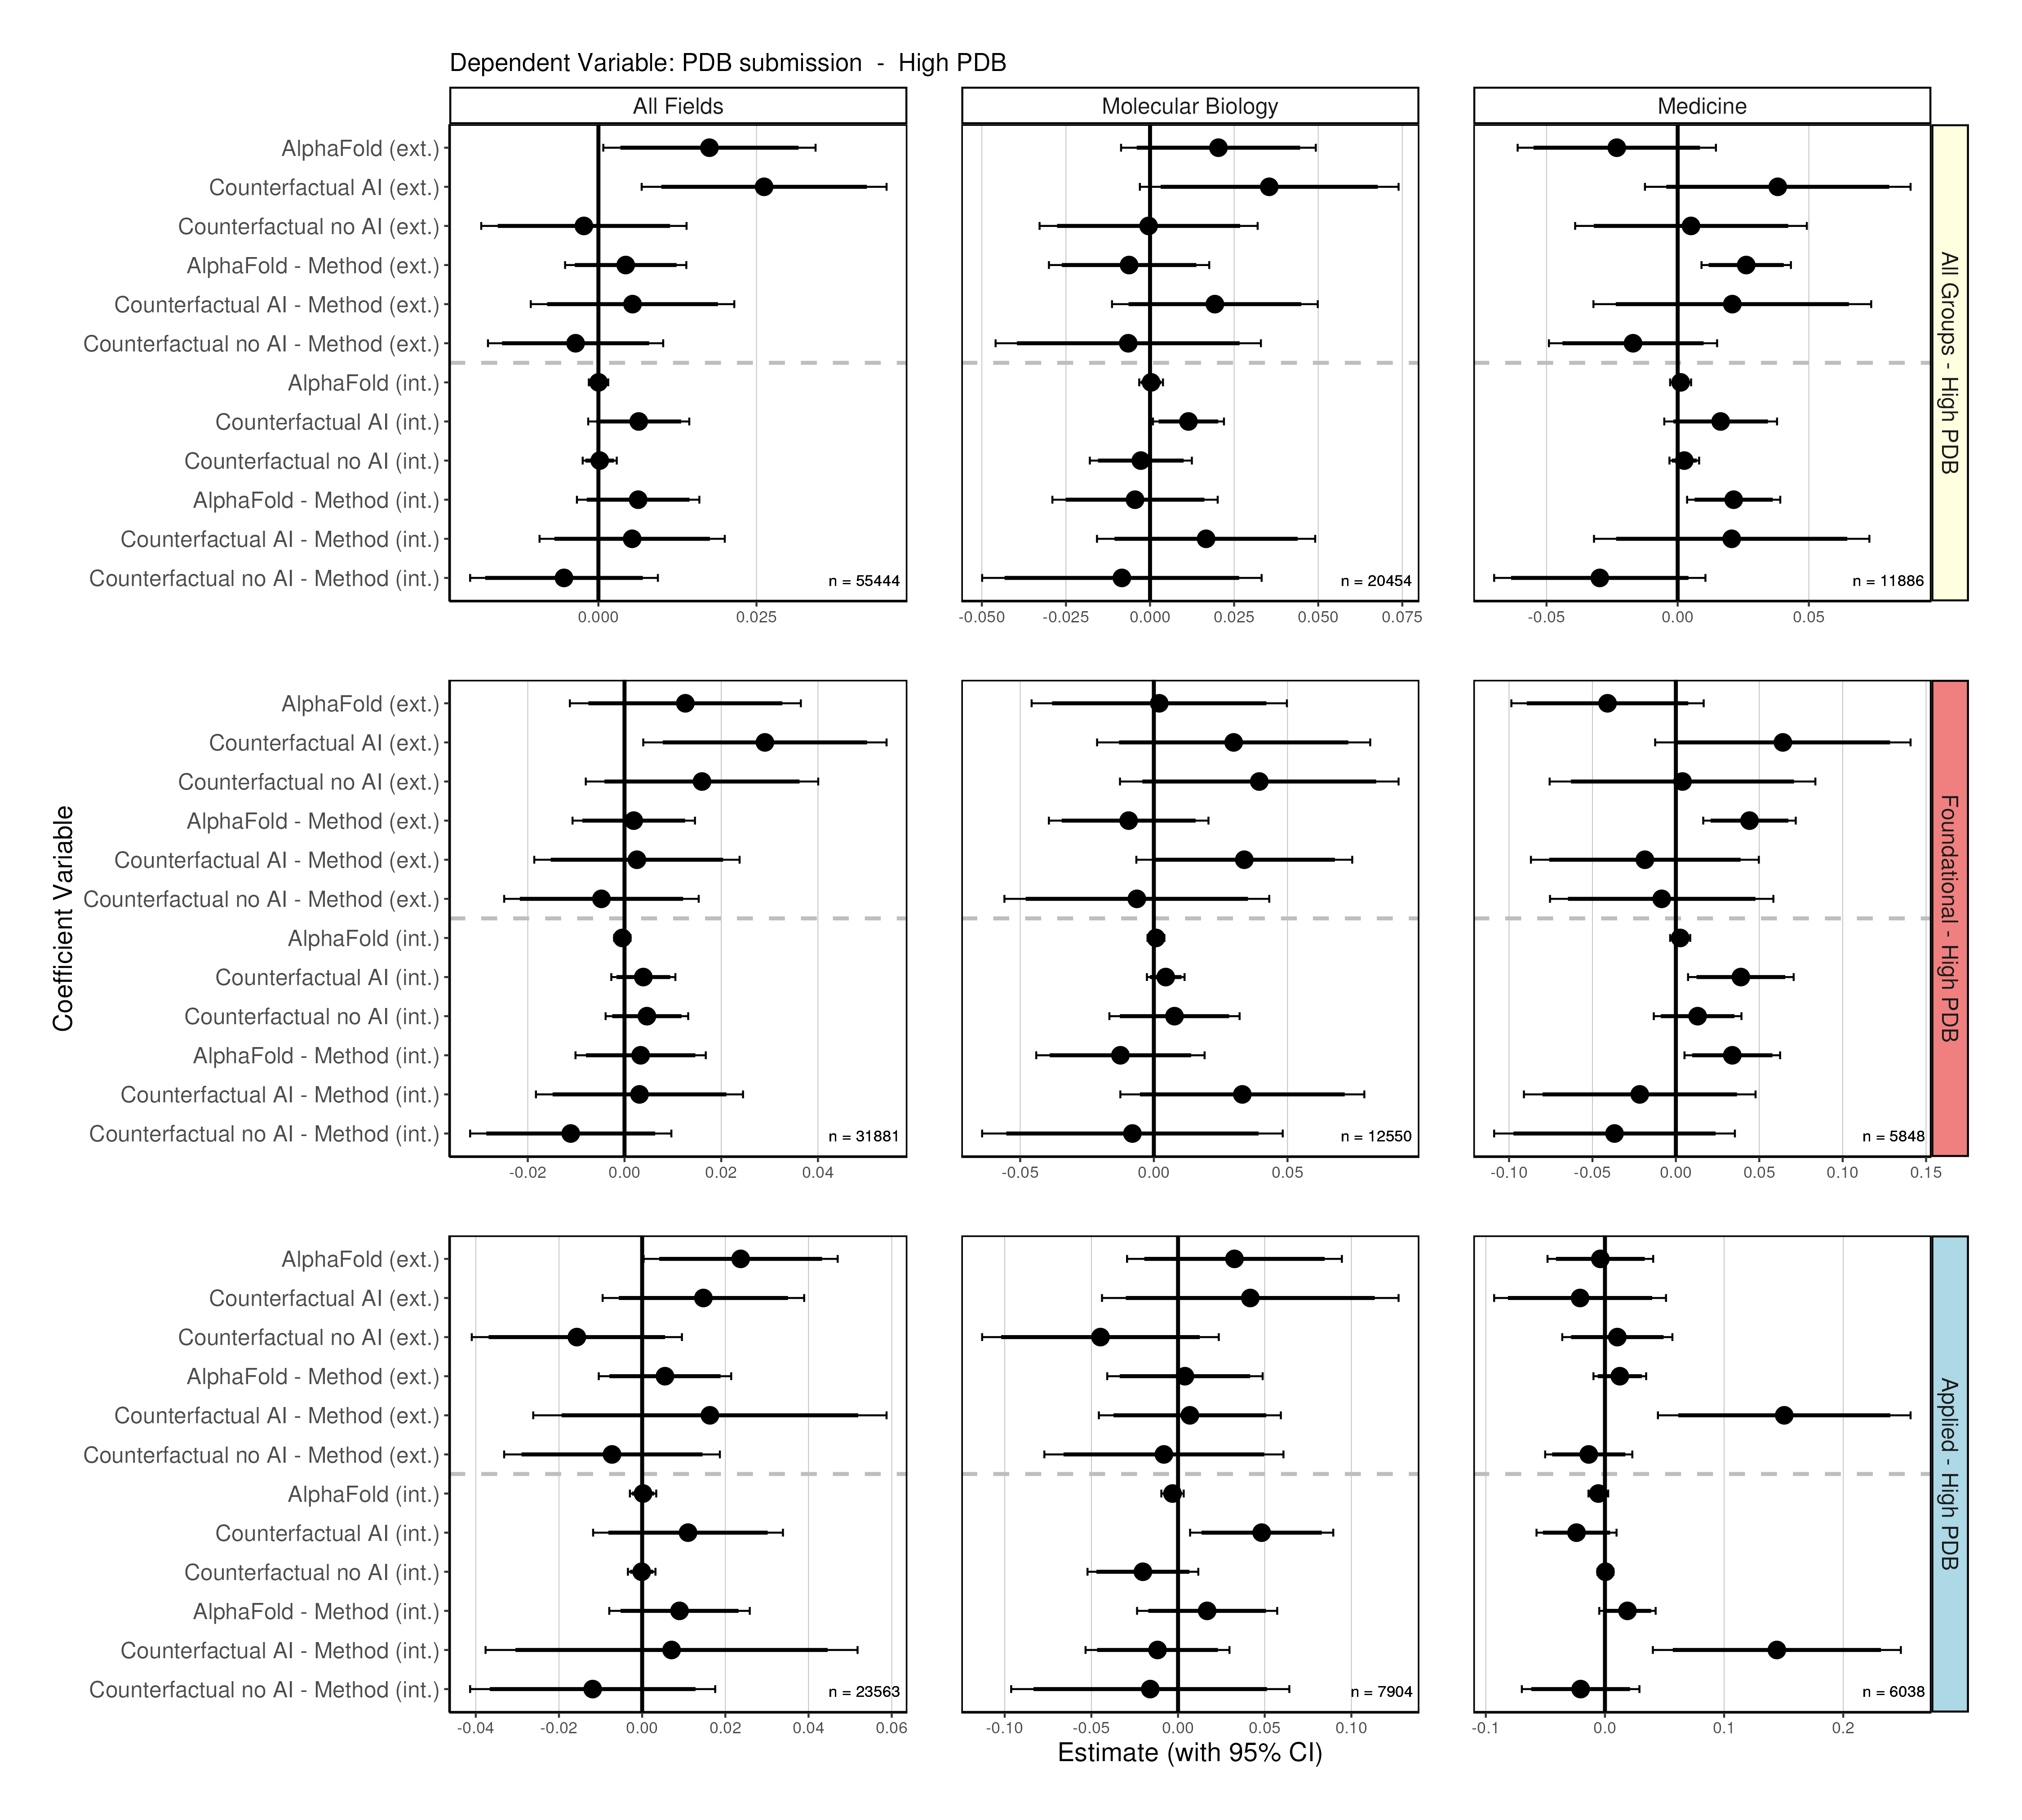 Dependent Variable: PDB submission - High PDB
All Fields
Molecular Biology
Medicine
AlphaFold (ext.)
Counterfactual AI (ext.)
Counterfactual no AI (ext.)
AlphaFold - Method (ext.)
Counterfactual AI - Method (ext.)
Counterfactual no AI - Method (ext.)
AlphaFold (int.)
Counterfactual AI (int.)
Counterfactual no AI (int.)
AlphaFold - Method (int.)
Counterfactual AI - Method (int.)
Counterfactual no AI - Method (int.)
n = 55444
n = 20454
n = 11886
0.000 0.025
-0.050 -0.025 0.000 0.025 0.050 0.075
-0.05 0.00 0.05
All Groups - High PDB
AlphaFold (ext.)
Counterfactual AI (ext.)
Counterfactual no AI (ext.)
AlphaFold - Method (ext.)
Counterfactual AI - Method (ext.)
Counterfactual no AI - Method (ext.)
AlphaFold (int.)
Counterfactual AI (int.)
Counterfactual no AI (int.)
AlphaFold - Method (int.)
Counterfactual AI - Method (int.)
Counterfactual no AI - Method (int.)
n = 31881
n = 12550
n = 5848
-0.02 0.00 0.02 0.04
-0.05 0.00 0.05
-0.10 -0.05 0.00 0.05 0.10 0.15
Foundational - High PDB
Coefficient Variable
AlphaFold (ext.)
Counterfactual AI (ext.)
Counterfactual no AI (ext.)
AlphaFold - Method (ext.)
Counterfactual AI - Method (ext.)
Counterfactual no AI - Method (ext.)
AlphaFold (int.)
Counterfactual AI (int.)
Counterfactual no AI (int.)
AlphaFold - Method (int.)
Counterfactual AI - Method (int.)
Counterfactual no AI - Method (int.)
n = 23563
n = 7904
n = 6038
-0.04 -0.02 0.00 0.02 0.04 0.06
-0.10 -0.05 0.00 0.05 0.10
-0.1 0.0 0.1 0.2
Applied - High PDB
Estimate (with 95% CI)